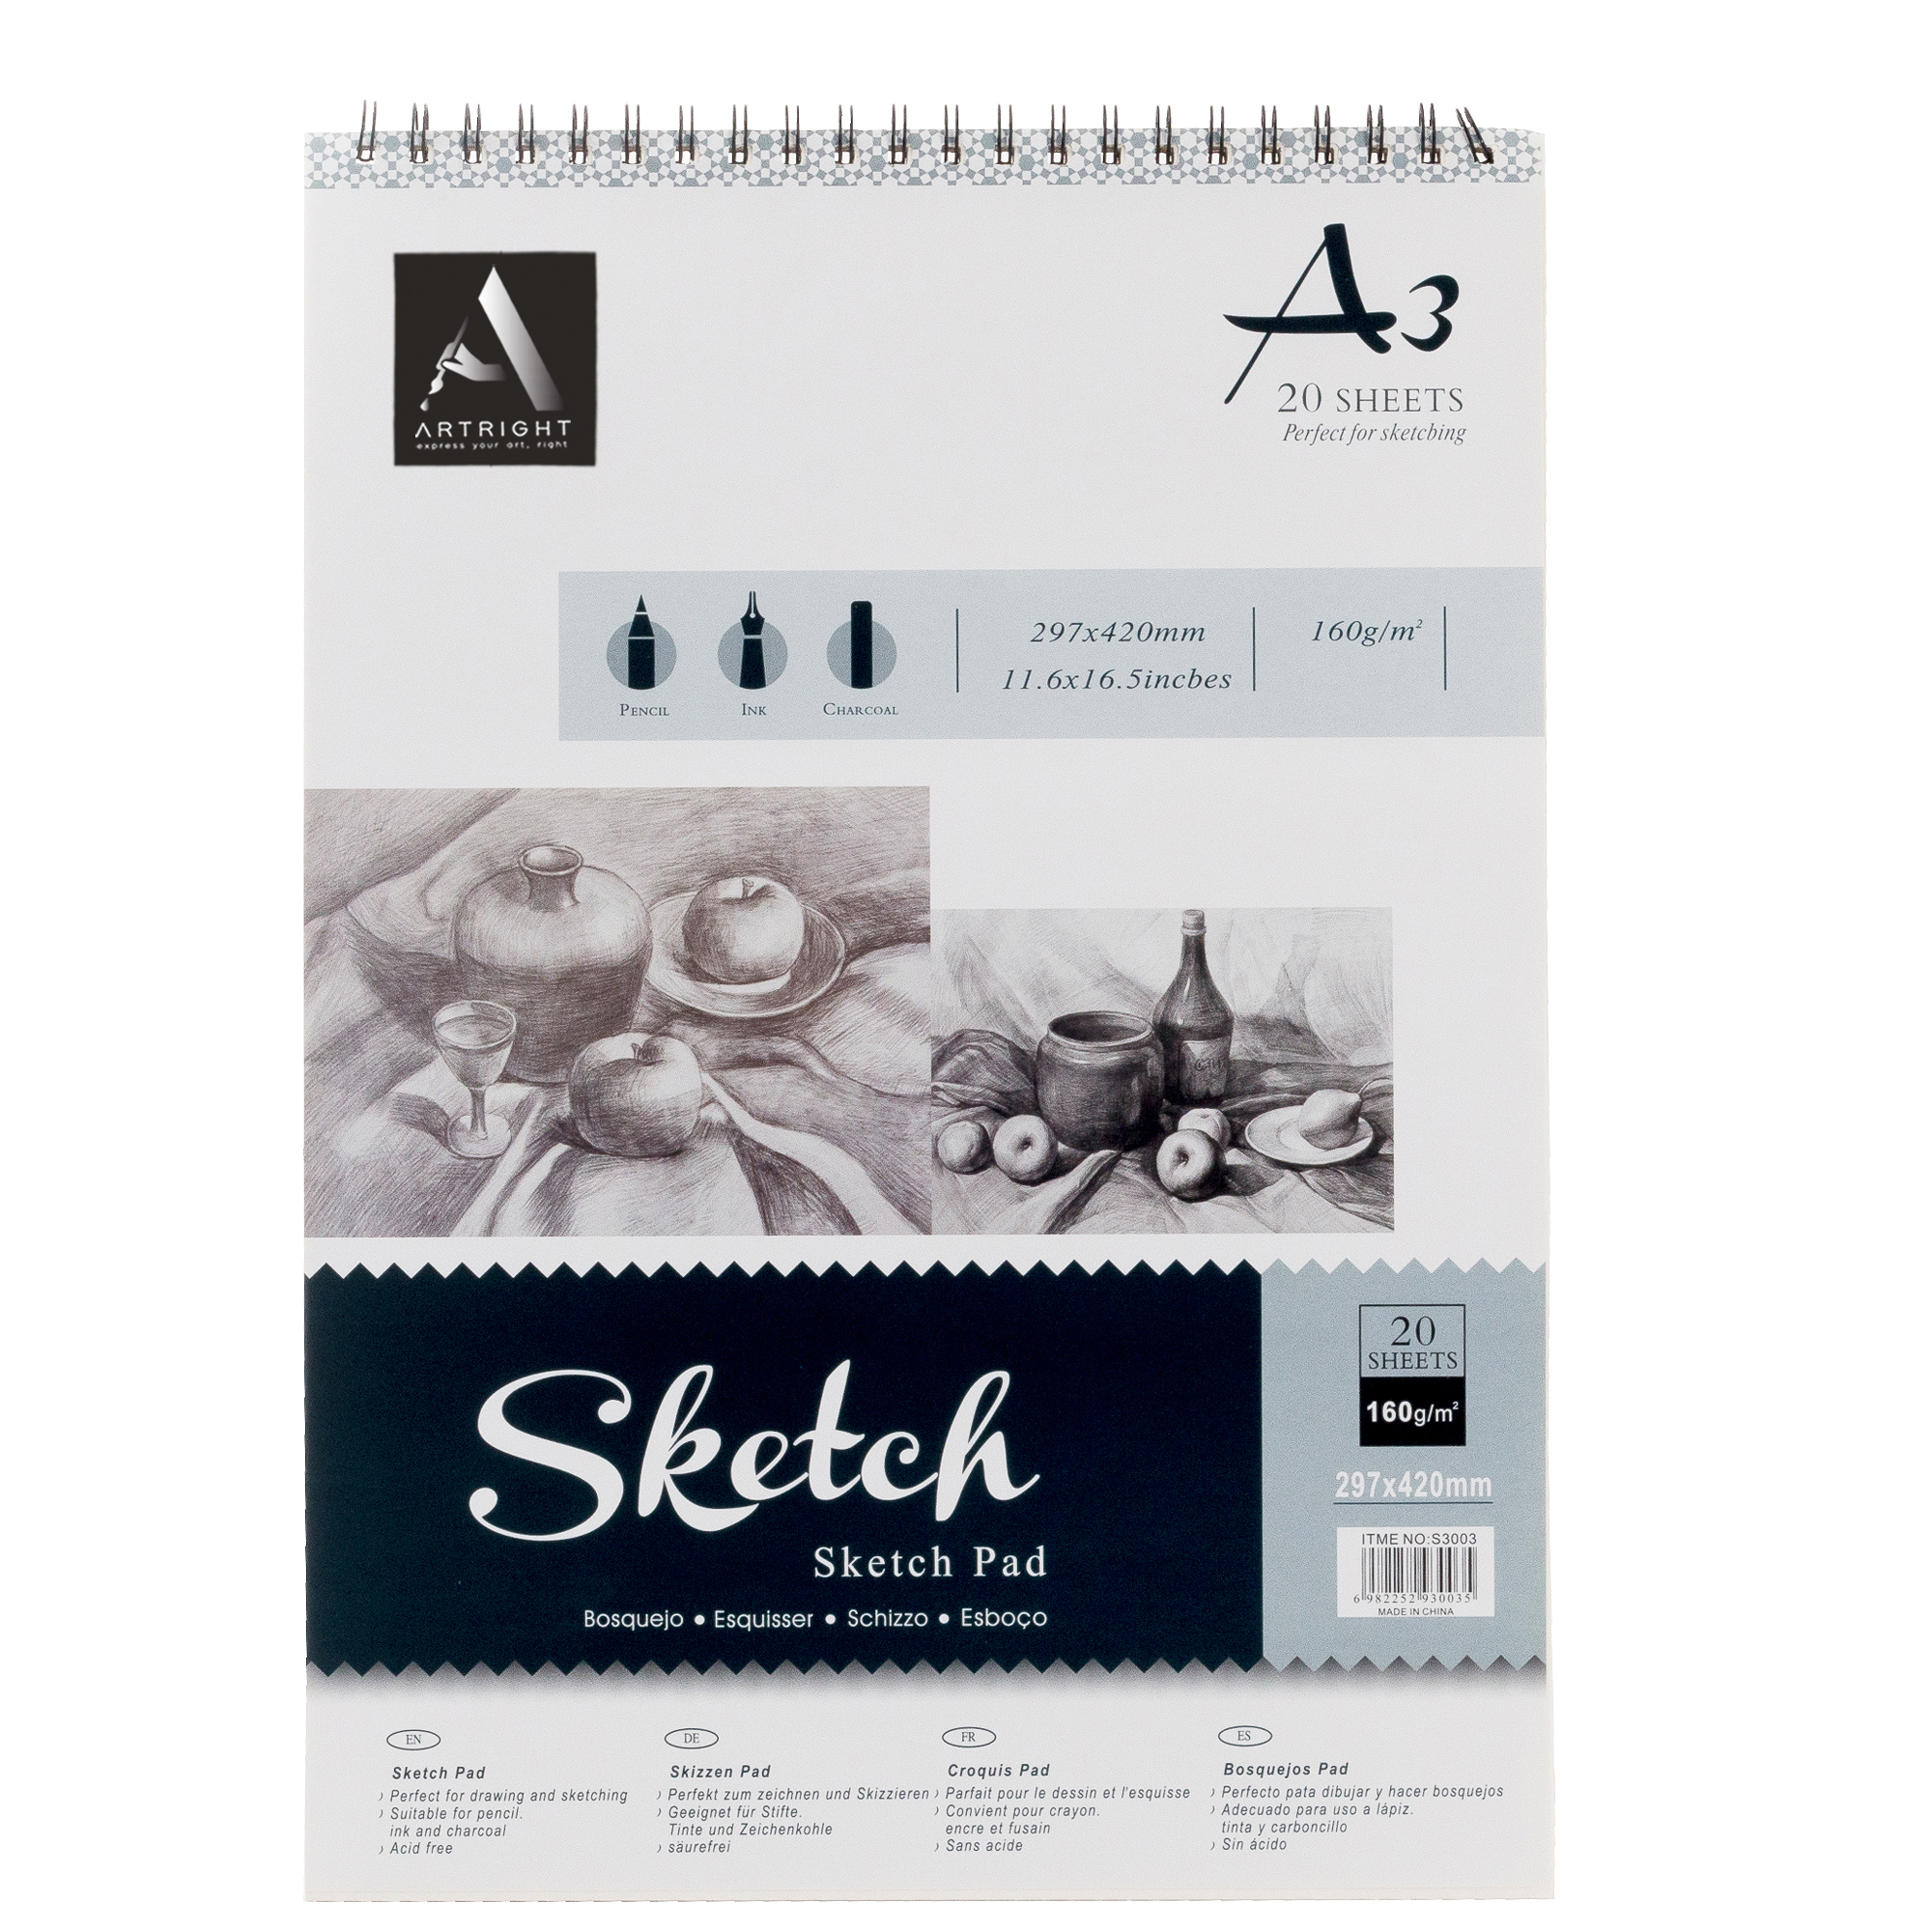 ARTRIGHT
express your art, right
A3
20 SHEETS
Perfect for sketching
PENCIL
INK
CHARCOAL
297x420mm
11.6x16.5incbes
160g/m²
Sketch
Sketch Pad
Bosquejo • Esquisser • Schizzo • Esboço
20
SHEETS
160g/m²
297x420mm
ITME NO:S3003
6 982252 930035
MADE IN CHINA
EN
Sketch Pad
› Perfect for drawing and sketching
› Suitable for pencil.
ink and charcoal
› Acid free
DE
Skizzen Pad
› Perfekt zum zeichnen und Skizzieren
› Geeignet für Stifte.
Tinte und Zeichenkohle
› säurefrei
FR
Croquis Pad
› Parfait pour le dessin et l'esquisse
› Convient pour crayon.
encre et fusain
› Sans acide
ES
Bosquejos Pad
› Perfecto pata dibujar y hacer bosquejos
› Adecuado para uso a lápiz.
tinta y carboncillo
› Sin ácido